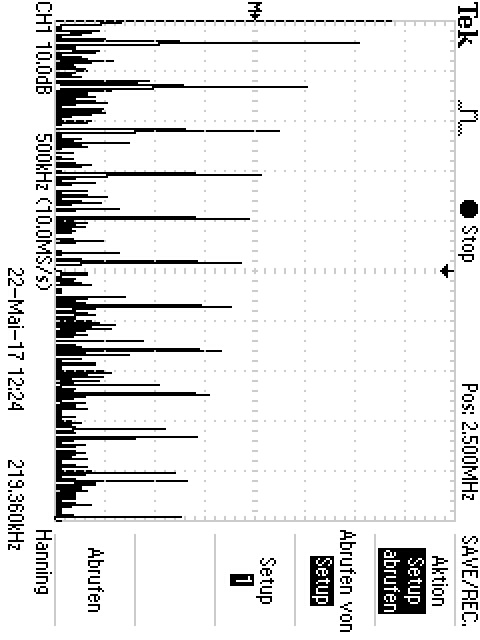 Tek
Stop
Pos: 2.500MHz
SAVE/REC.
M
Aktion
Setup
abrufen
Abrufen von
Setup
Setup
1
Abrufen
CH1 10.0dB
500kHz (10.0MS/s)
Hanning
22-Mai-17 12:24
219.360kHz